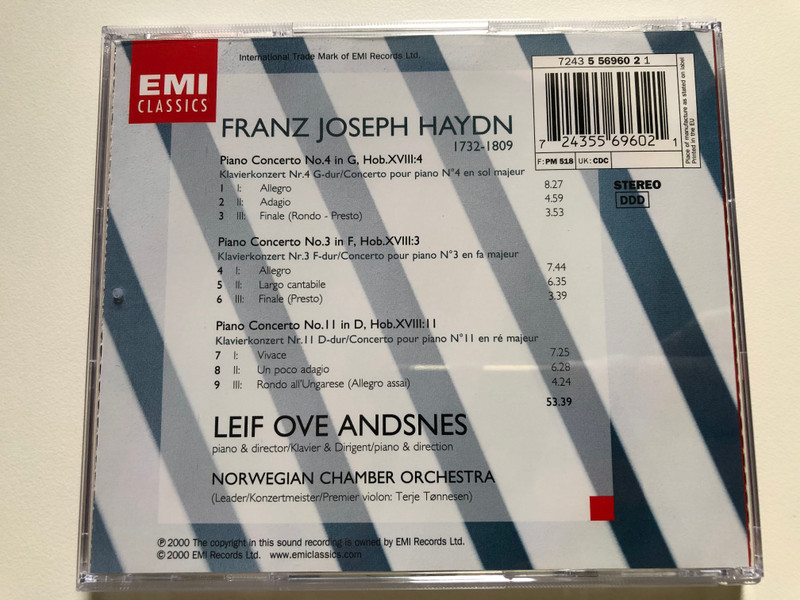 EMI
CLASSICS
International Trade Mark of EMI Records Ltd.
7243 5 56960 2 1
7 24355 69602 1
F: PM 518 UK: CDC
Place of manufacture as stated on label
Printed in the EU
FRANZ JOSEPH HAYDN
1732-1809
Piano Concerto No.4 in G, Hob.XVIII:4
Klavierkonzert Nr.4 G-dur/Concerto pour piano N°4 en sol majeur
1 I: Allegro 8.27
2 II: Adagio 4.59
3 III: Finale (Rondo - Presto) 3.53
STEREO
DDD
Piano Concerto No.3 in F, Hob.XVIII:3
Klavierkonzert Nr.3 F-dur/Concerto pour piano N°3 en fa majeur
4 I: Allegro 7.44
5 II: Largo cantabile 6.35
6 III: Finale (Presto) 3.39
Piano Concerto No.11 in D, Hob.XVIII:11
Klavierkonzert Nr.11 D-dur/Concerto pour piano N°11 en ré majeur
7 I: Vivace 7.25
8 II: Un poco adagio 6.28
9 III: Rondo all'Ungarese (Allegro assai) 4.24
53.39
LEIF OVE ANDSNES
piano & director/Klavier & Dirigent/piano & direction
NORWEGIAN CHAMBER ORCHESTRA
(Leader/Konzertmeister/Premier violon: Terje Tønnesen)
℗ 2000 The copyright in this sound recording is owned by EMI Records Ltd.
© 2000 EMI Records Ltd. www.emiclassics.com